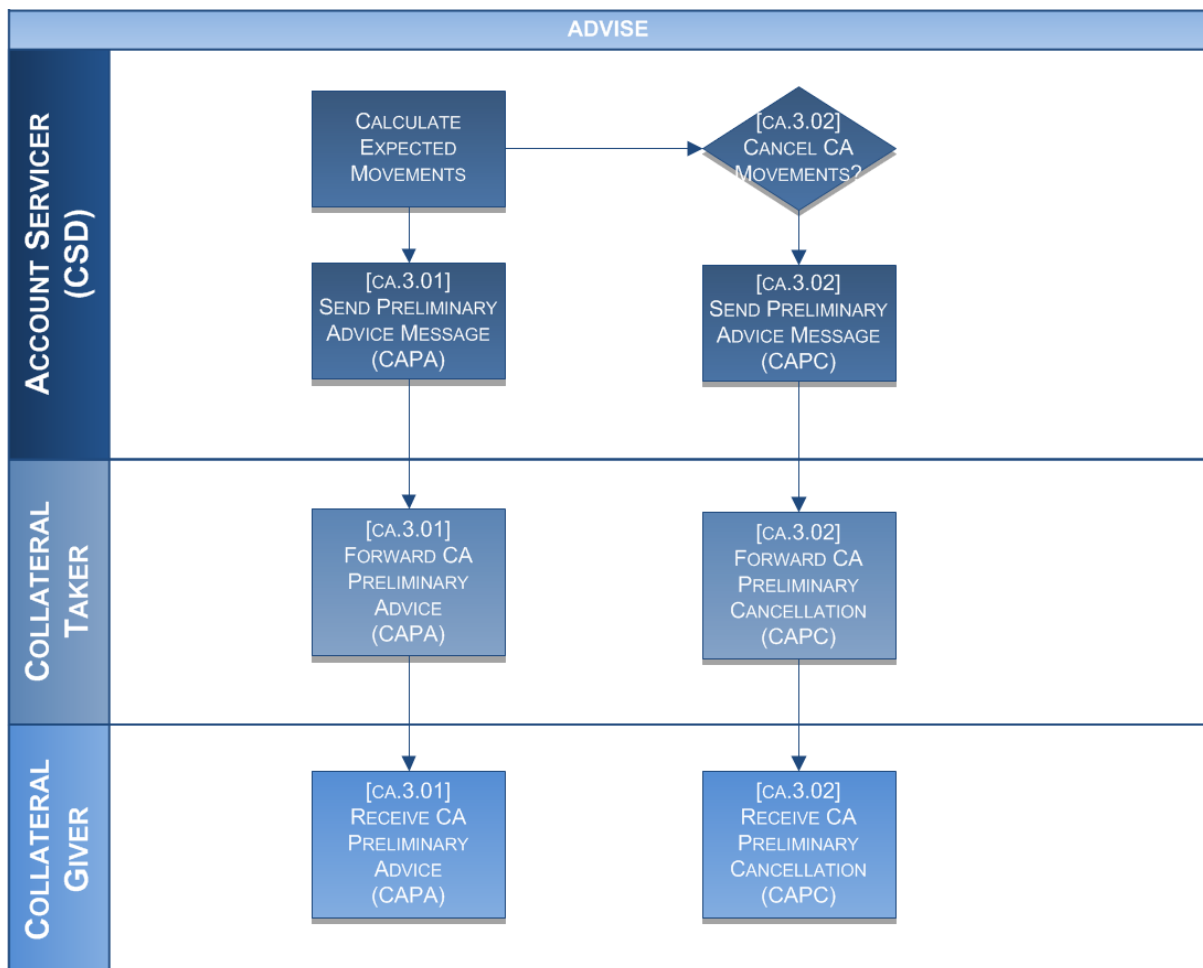 ADVISE
ACCOUNT SERVICER
(CSD)
CALCULATE
EXPECTED
MOVEMENTS
[CA.3.02]
CANCEL CA
MOVEMENTS?
[CA.3.01]
SEND PRELIMINARY
ADVICE MESSAGE
(CAPA)
[CA.3.02]
SEND PRELIMINARY
ADVICE MESSAGE
(CAPC)
COLLATERAL
TAKER
[CA.3.01]
FORWARD CA
PRELIMINARY
ADVICE
(CAPA)
[CA.3.02]
FORWARD CA
PRELIMINARY
CANCELLATION
(CAPC)
COLLATERAL
GIVER
[CA.3.01]
RECEIVE CA
PRELIMINARY
ADVICE
(CAPA)
[CA.3.02]
RECEIVE CA
PRELIMINARY
CANCELLATION
(CAPC)